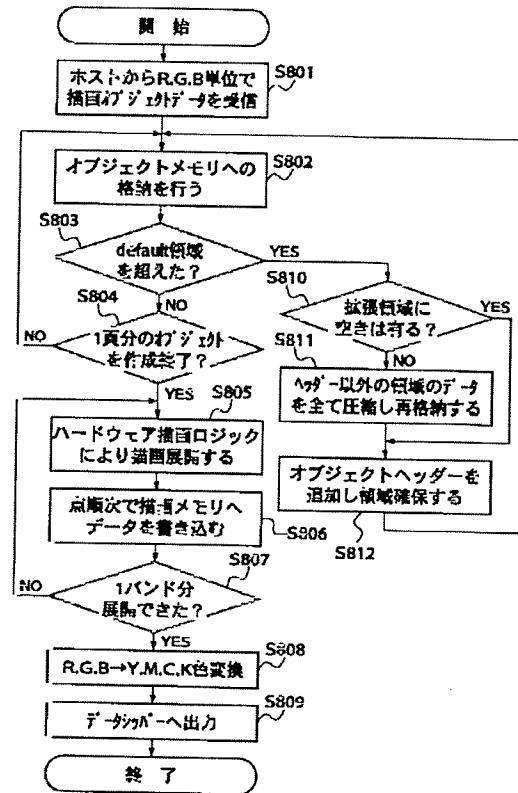 開 始
S801
ホストからR.G.B単位で
描画オブジェクトデータを受信
S802
オブジェクトメモリへの
格納を行う
S803
default領域
を超えた？
YES
NO
S804
1頁分のオブジェクト
を作成終了？
NO
YES
S810
拡張領域に
空きは有る？
YES
NO
S811
ヘッダー以外の領域のデータ
を全て圧縮し再格納する
オブジェクトヘッダーを
追加し領域確保する
S812
S805
ハードウェア描画ロジック
により描画展開する
点順次で描画メモリへ
データを書き込む
S806
S807
1バンド分
展開できた？
NO
YES
S808
R.G.B→Y.M.C.K色変換
S809
データシッパーへ出力
終 了